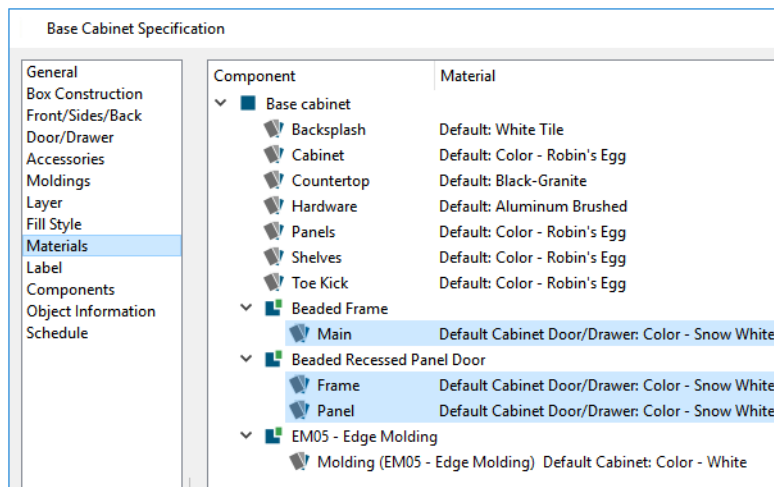 Base Cabinet Specification
General
Box Construction
Front/Sides/Back
Door/Drawer
Accessories
Moldings
Layer
Fill Style
Materials
Label
Components
Object Information
Schedule
Component Material
Base cabinet
Backsplash Default: White Tile
Cabinet Default: Color - Robin's Egg
Countertop Default: Black-Granite
Hardware Default: Aluminum Brushed
Panels Default: Color - Robin's Egg
Shelves Default: Color - Robin's Egg
Toe Kick Default: Color - Robin's Egg
Beaded Frame
Main Default Cabinet Door/Drawer: Color - Snow White
Beaded Recessed Panel Door
Frame Default Cabinet Door/Drawer: Color - Snow White
Panel Default Cabinet Door/Drawer: Color - Snow White
EM05 - Edge Molding
Molding (EM05 - Edge Molding) Default Cabinet: Color - White